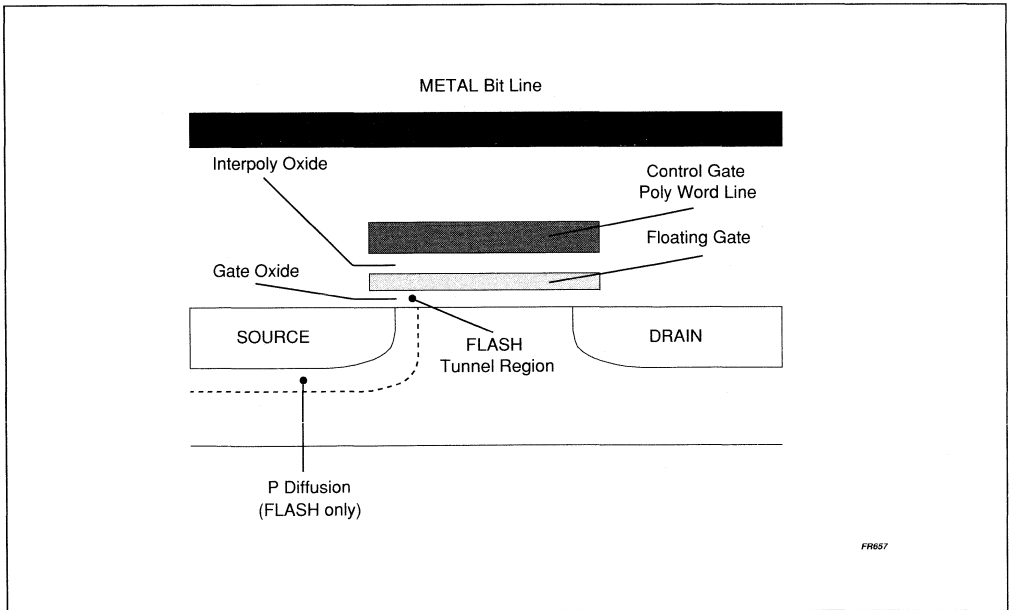 METAL Bit Line
Interpoly Oxide
Control Gate
Poly Word Line
Floating Gate
Gate Oxide
SOURCE
FLASH
Tunnel Region
DRAIN
P Diffusion
(FLASH only)
FR657